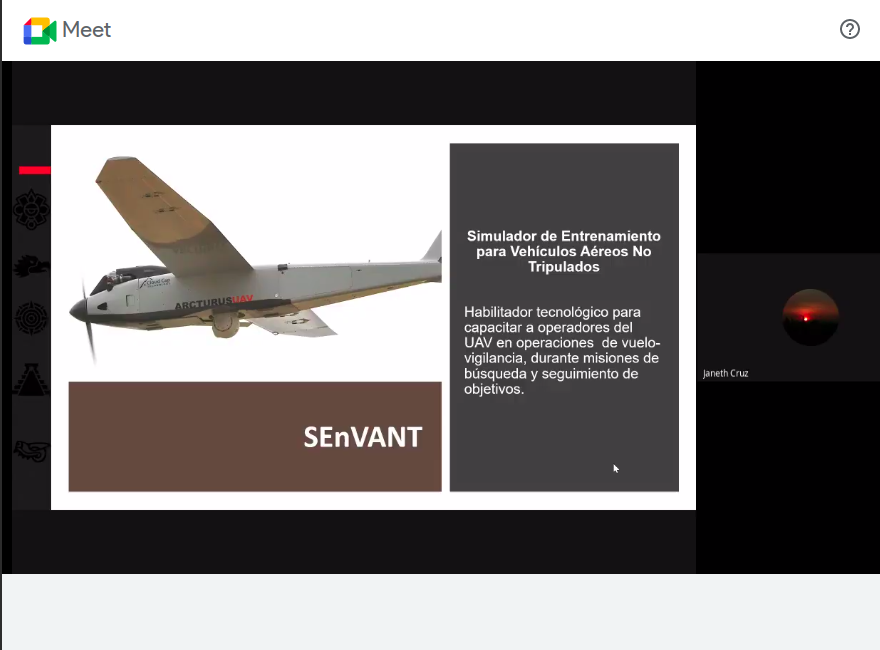 Meet
Simulador de Entrenamiento
para Vehículos Aéreos No
Tripulados
Habilitador tecnológico para
capacitar a operadores del
UAV en operaciones de vuelo-
vigilancia, durante misiones de
búsqueda y seguimiento de
objetivos.
ARCTURUSUAV
SEnVANT
Janeth Cruz